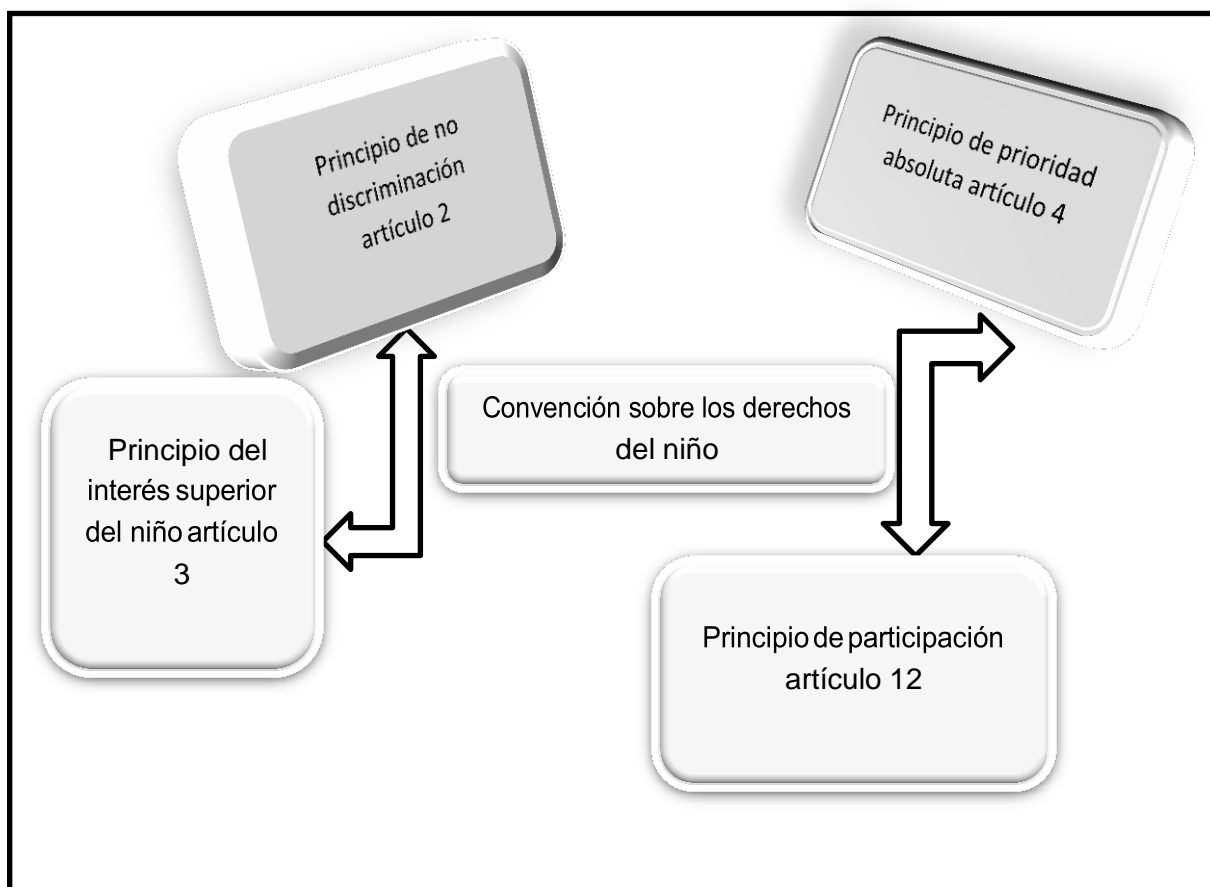 Principio de no
discriminación
artículo 2
Principio de prioridad
absoluta artículo 4
Convención sobre los derechos
del niño
Principio del
interés superior
del niño artículo
3
Principio de participación
artículo 12